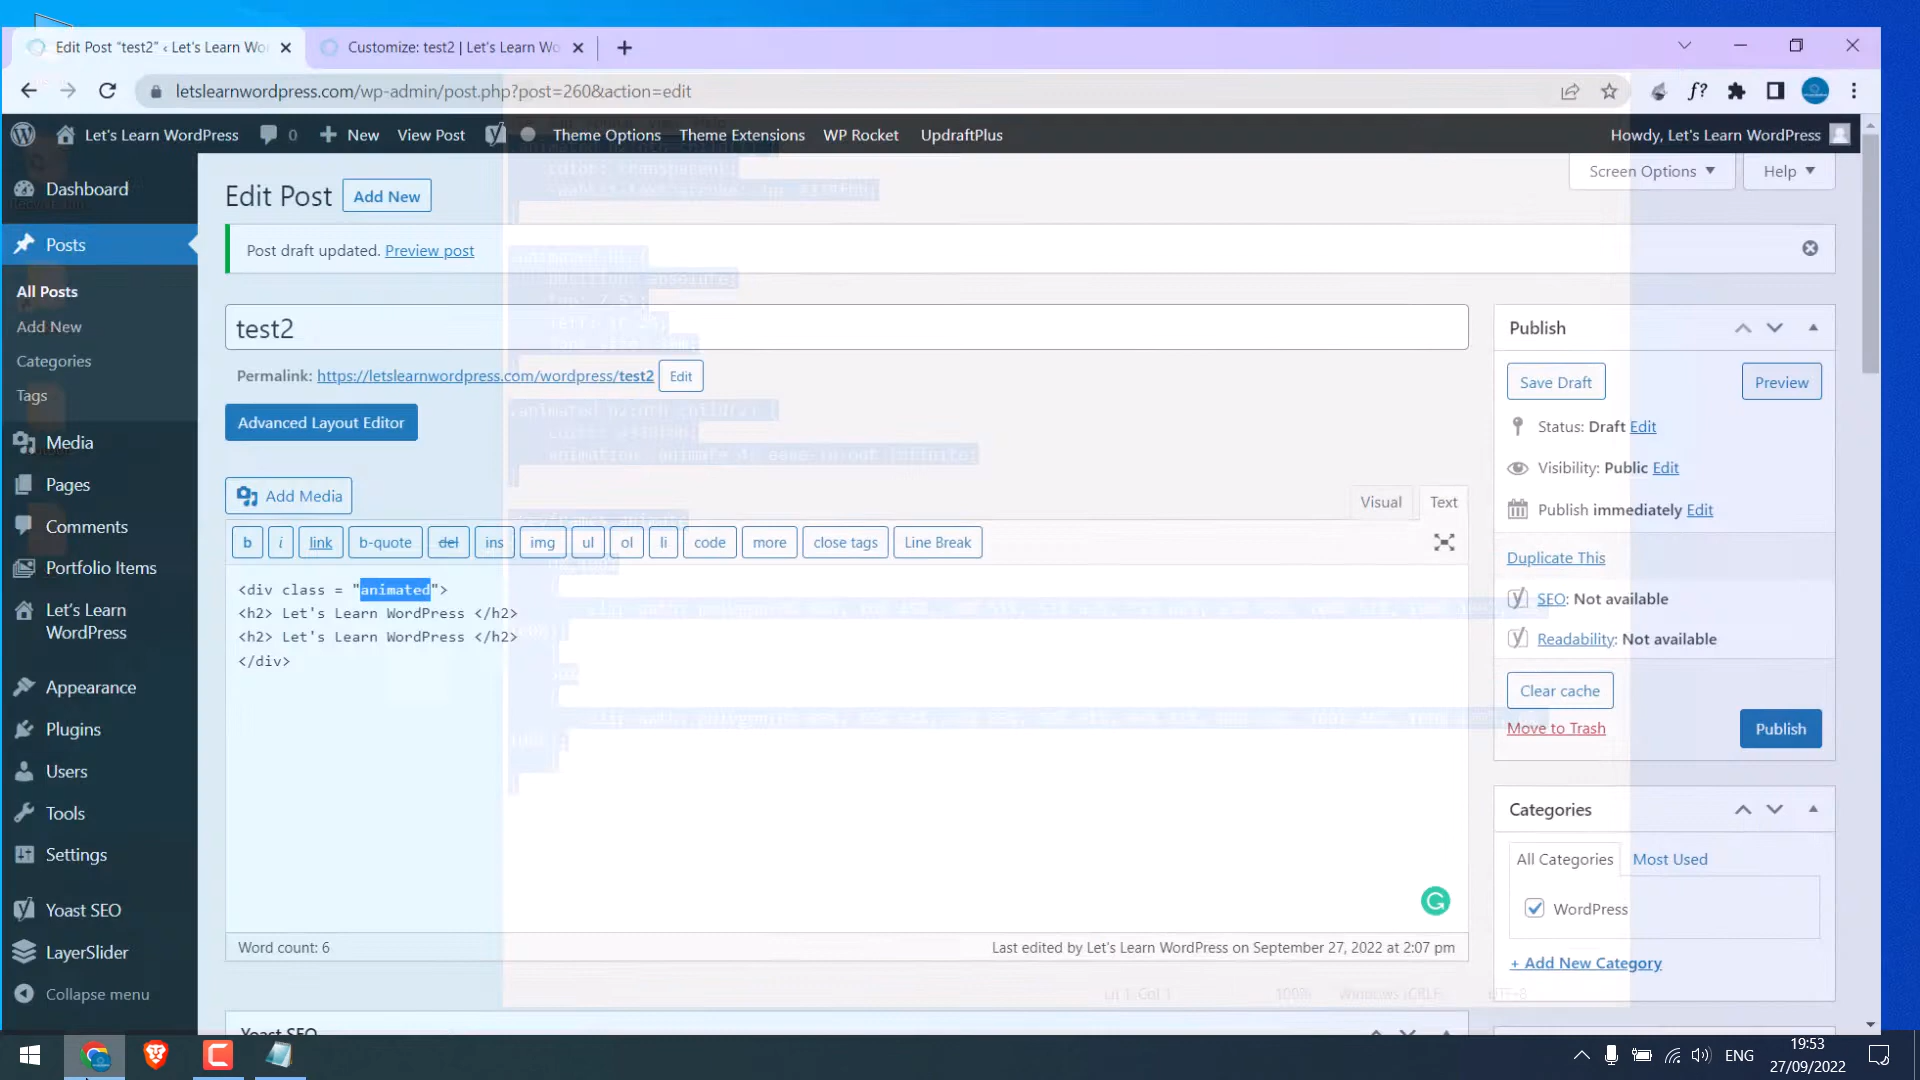 Edit Post “test2” ‹ Let's Learn Wo
Customize: test2 | Let's Learn Wo
letslearnwordpress.com/wp-admin/post.php?post=260&action=edit
Let's Learn WordPress
0
New
View Post
Theme Options
Theme Extensions
WP Rocket
UpdraftPlus
Howdy, Let's Learn WordPress
Dashboard
Posts
All Posts
Add New
Categories
Tags
Media
Pages
Comments
Portfolio Items
Let's Learn
WordPress
Appearance
Plugins
Users
Tools
Settings
Yoast SEO
LayerSlider
Collapse menu
Edit Post
Add New
Screen Options
Help
Post draft updated. Preview post
test2
Permalink: https://letslearnwordpress.com/wordpress/test2 Edit
Advanced Layout Editor
Add Media
Visual
Text
b
i
link
b-quote
del
ins
img
ul
ol
li
code
more
close tags
Line Break
<div class = "animated">
<h2> Let's Learn WordPress </h2>
<h2> Let's Learn WordPress </h2>
</div>
Word count: 6
Last edited by Let's Learn WordPress on September 27, 2022 at 2:07 pm
Yoast SEO
Publish
Save Draft
Preview
Status: Draft Edit
Visibility: Public Edit
Publish immediately Edit
Duplicate This
SEO: Not available
Readability: Not available
Clear cache
Move to Trash
Publish
Categories
All Categories
Most Used
WordPress
+ Add New Category
Ln 1, Col 1
100%
Windows (CRLF)
UTF-8
ENG
19:53
27/09/2022